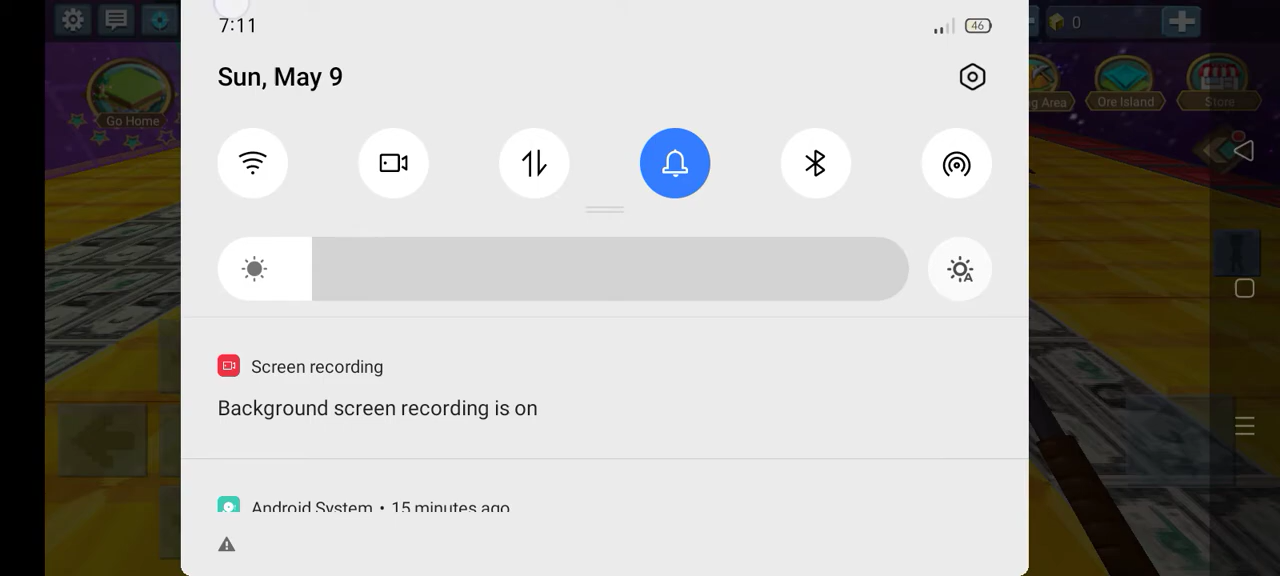 7:11
46
Sun, May 9
0
Go Home
g Area
Ore Island
Store
A
Screen recording
Background screen recording is on
Android System • 15 minutes ago